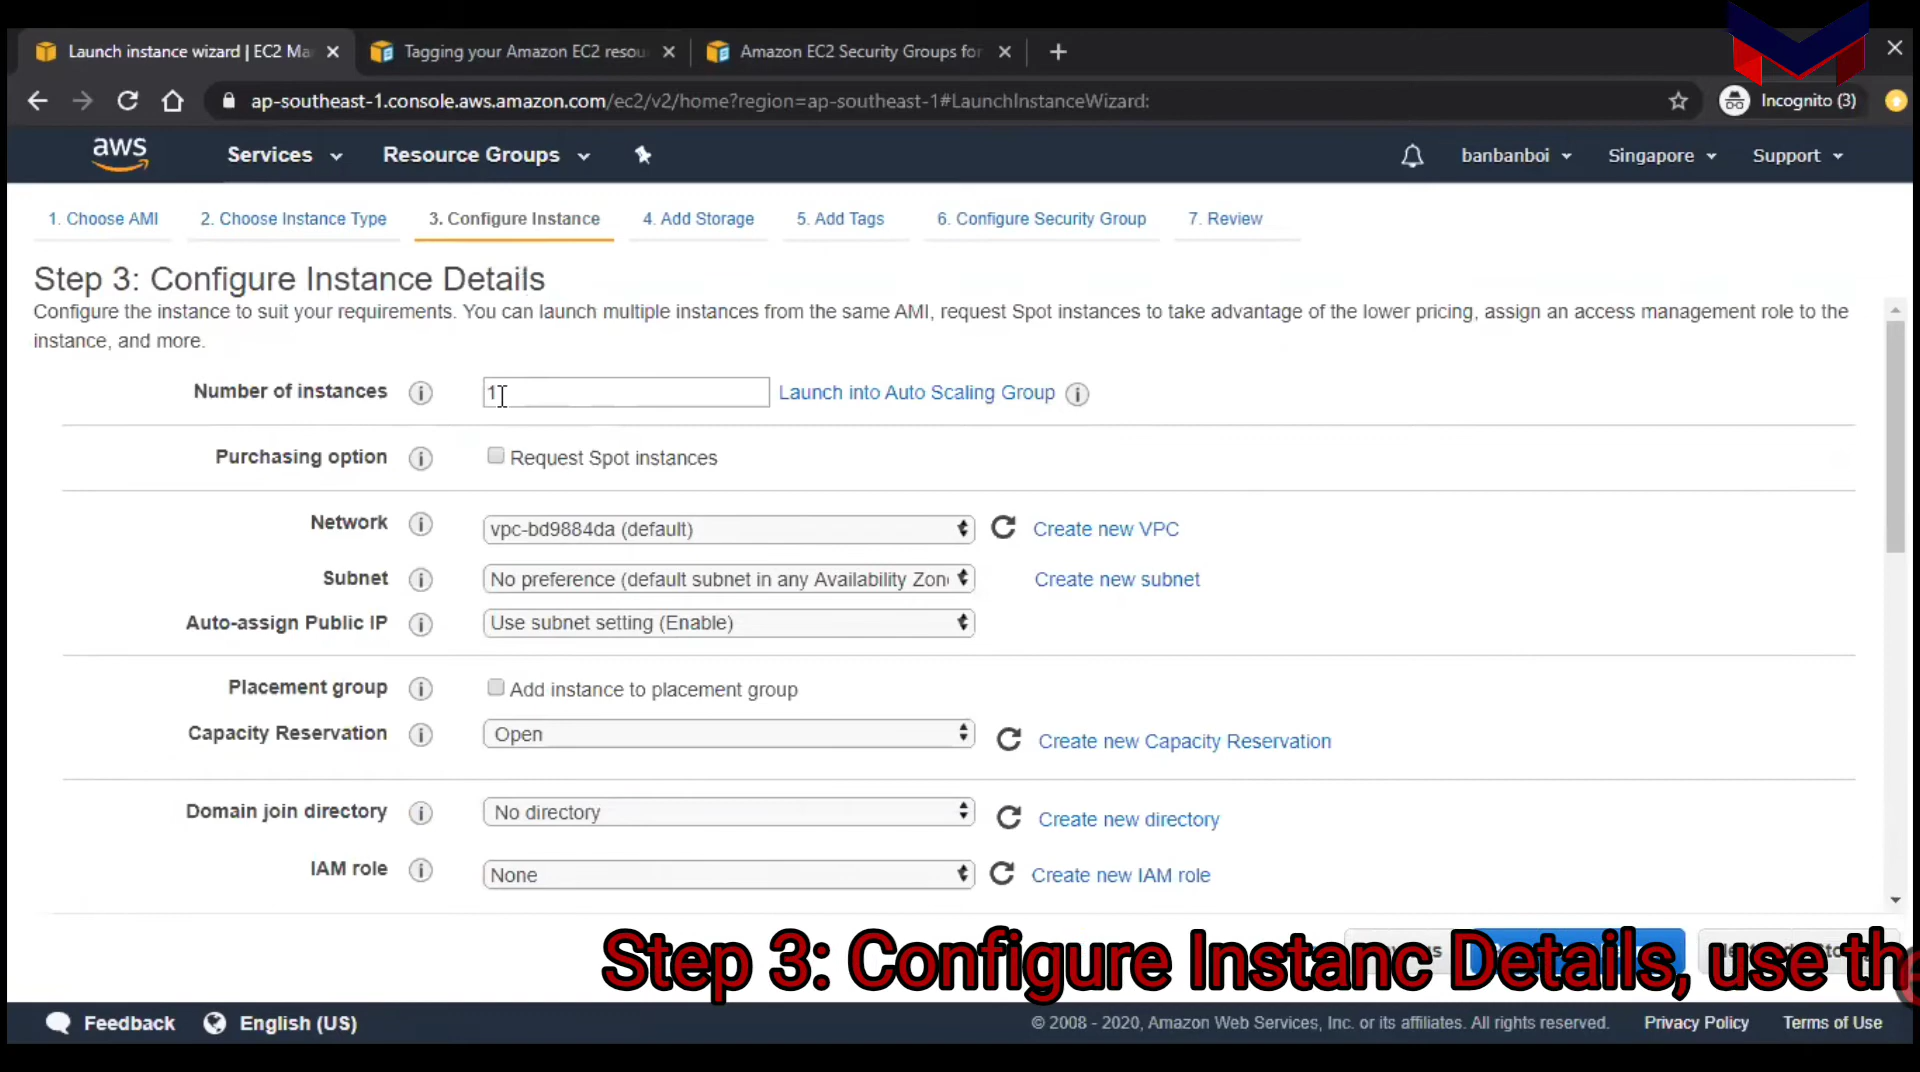 Launch instance wizard | EC2 Ma
Tagging your Amazon EC2 resou
Amazon EC2 Security Groups for
ap-southeast-1.console.aws.amazon.com/ec2/v2/home?region=ap-southeast-1#LaunchInstanceWizard:
Incognito (3)
aws
Services
Resource Groups
banbanboi
Singapore
Support
1. Choose AMI
2. Choose Instance Type
3. Configure Instance
4. Add Storage
5. Add Tags
6. Configure Security Group
7. Review
Step 3: Configure Instance Details
Configure the instance to suit your requirements. You can launch multiple instances from the same AMI, request Spot instances to take advantage of the lower pricing, assign an access management role to the
instance, and more.
Number of instances
1
Launch into Auto Scaling Group
Purchasing option
Request Spot instances
Network
vpc-bd9884da (default)
Create new VPC
Subnet
No preference (default subnet in any Availability Zon
Create new subnet
Auto-assign Public IP
Use subnet setting (Enable)
Placement group
Add instance to placement group
Capacity Reservation
Open
Create new Capacity Reservation
Domain join directory
No directory
Create new directory
IAM role
None
Create new IAM role
Step 3: Configure Instanc Details, use th
Feedback
English (US)
© 2008 - 2020, Amazon Web Services, Inc. or its affiliates. All rights reserved.
Privacy Policy
Terms of Use